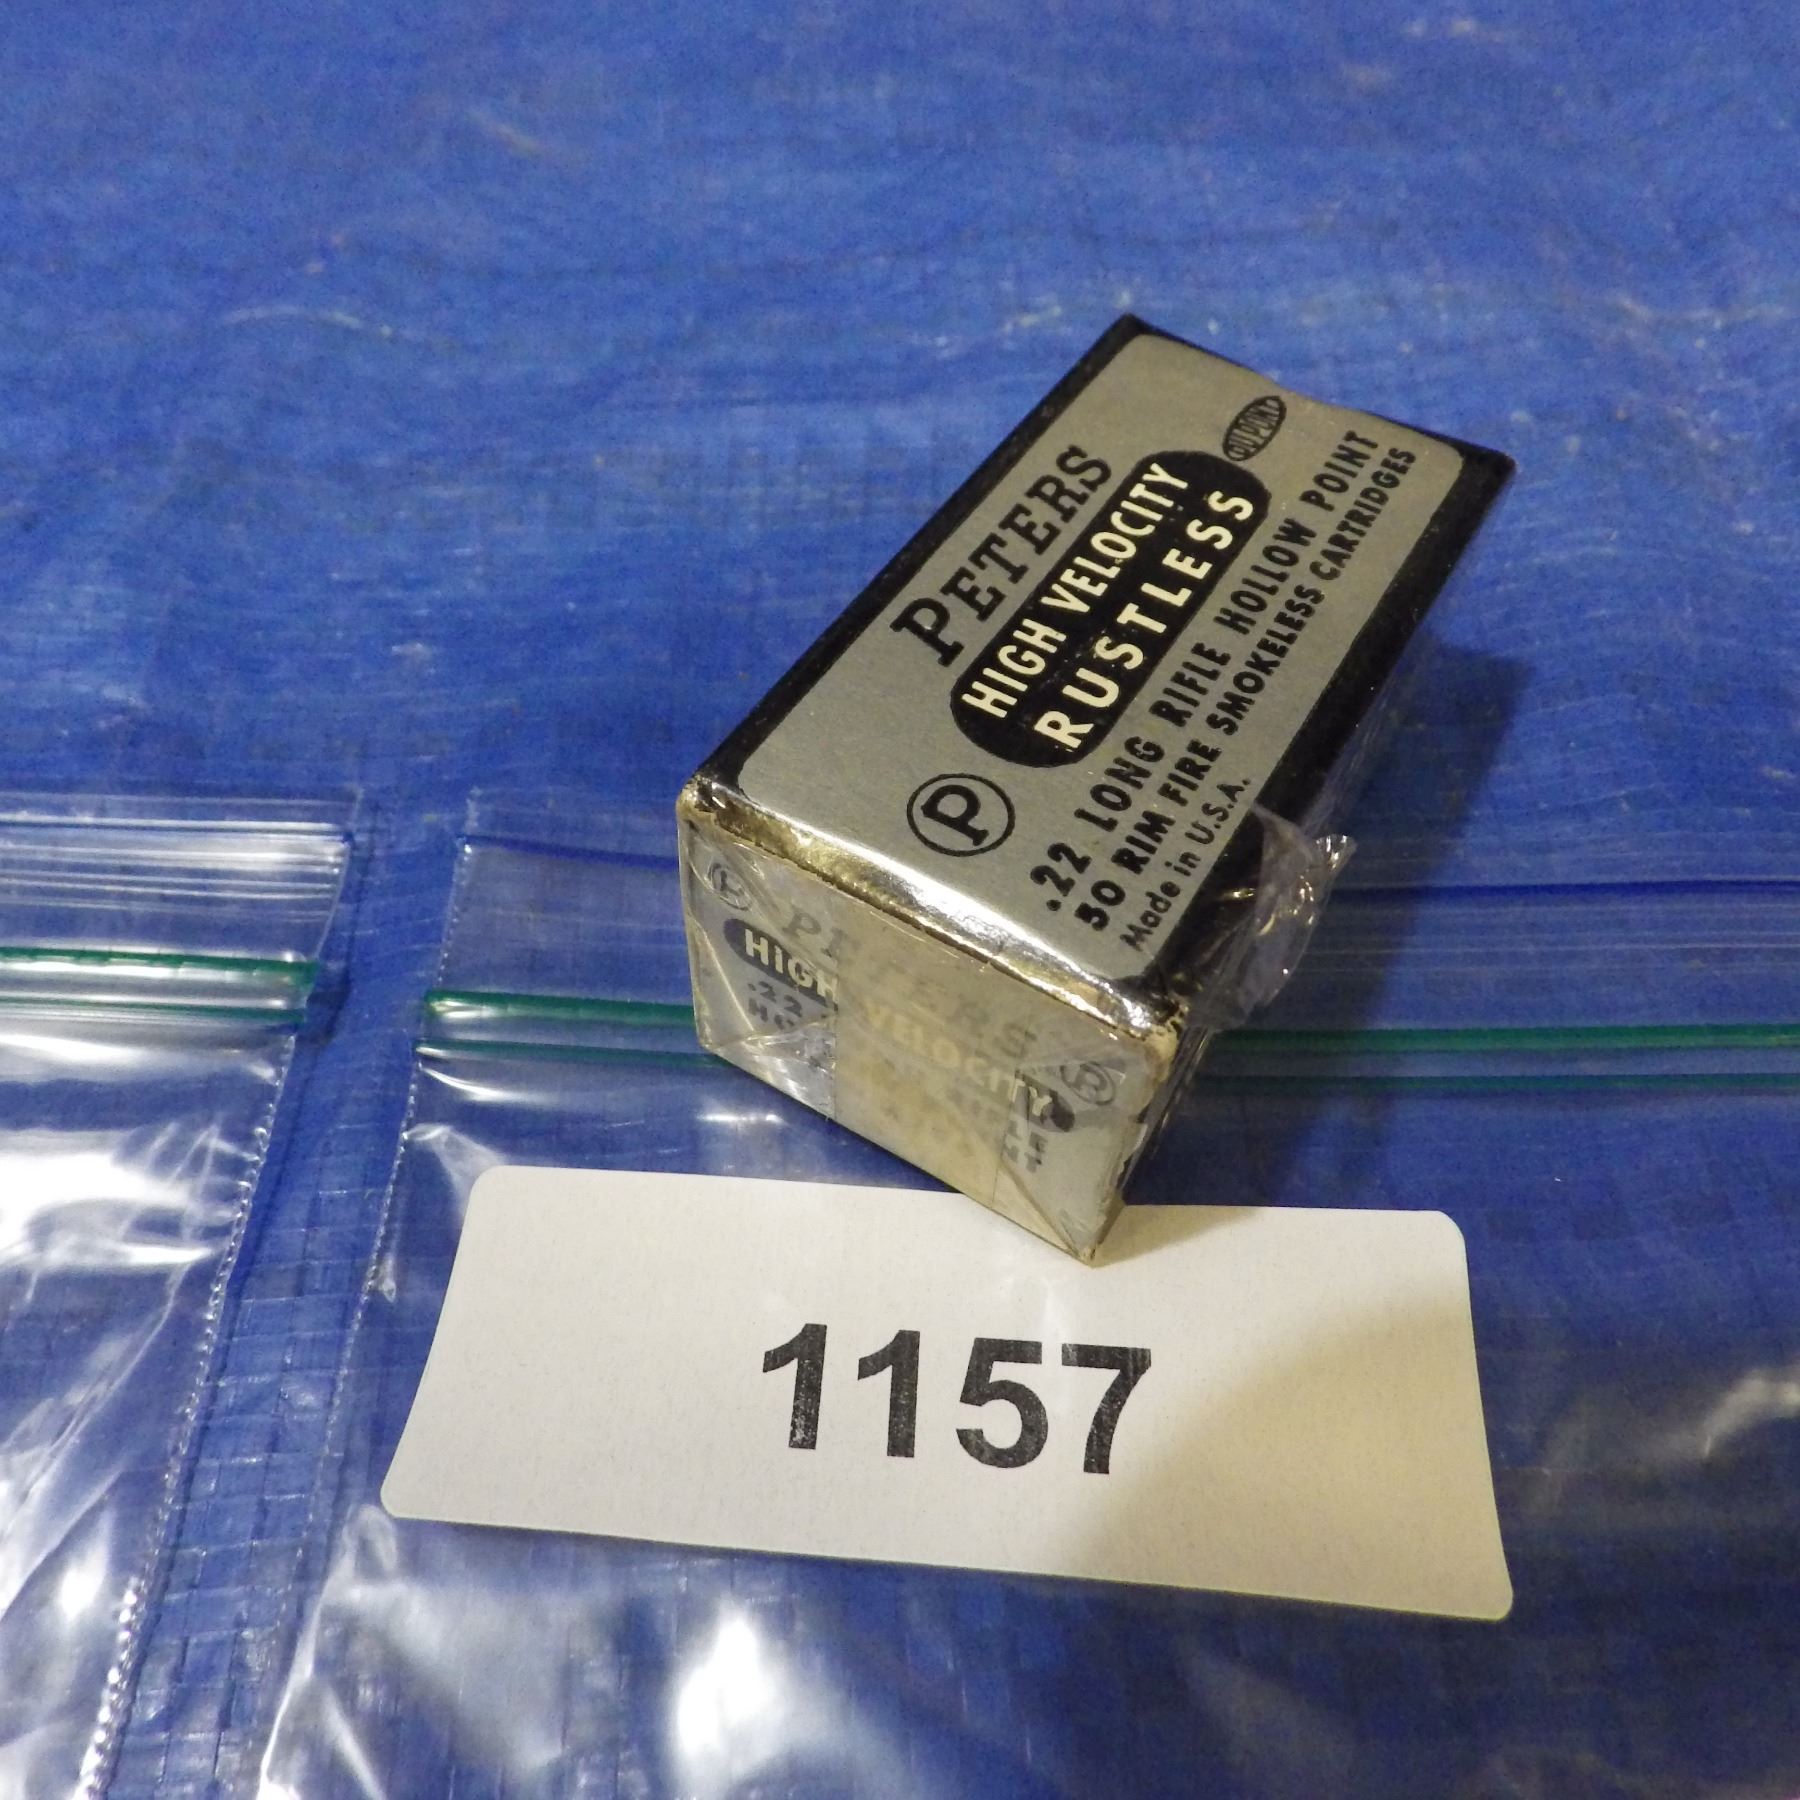 PETERS
DUPONT
HIGH VELOCITY
RUSTLESS
P
.22 LONG RIFLE HOLLOW POINT
50 RIM FIRE SMOKELESS CARTRIDGES
Made in U.S.A.
P
PETERS
HIGH VELOCITY
.22
P
1157